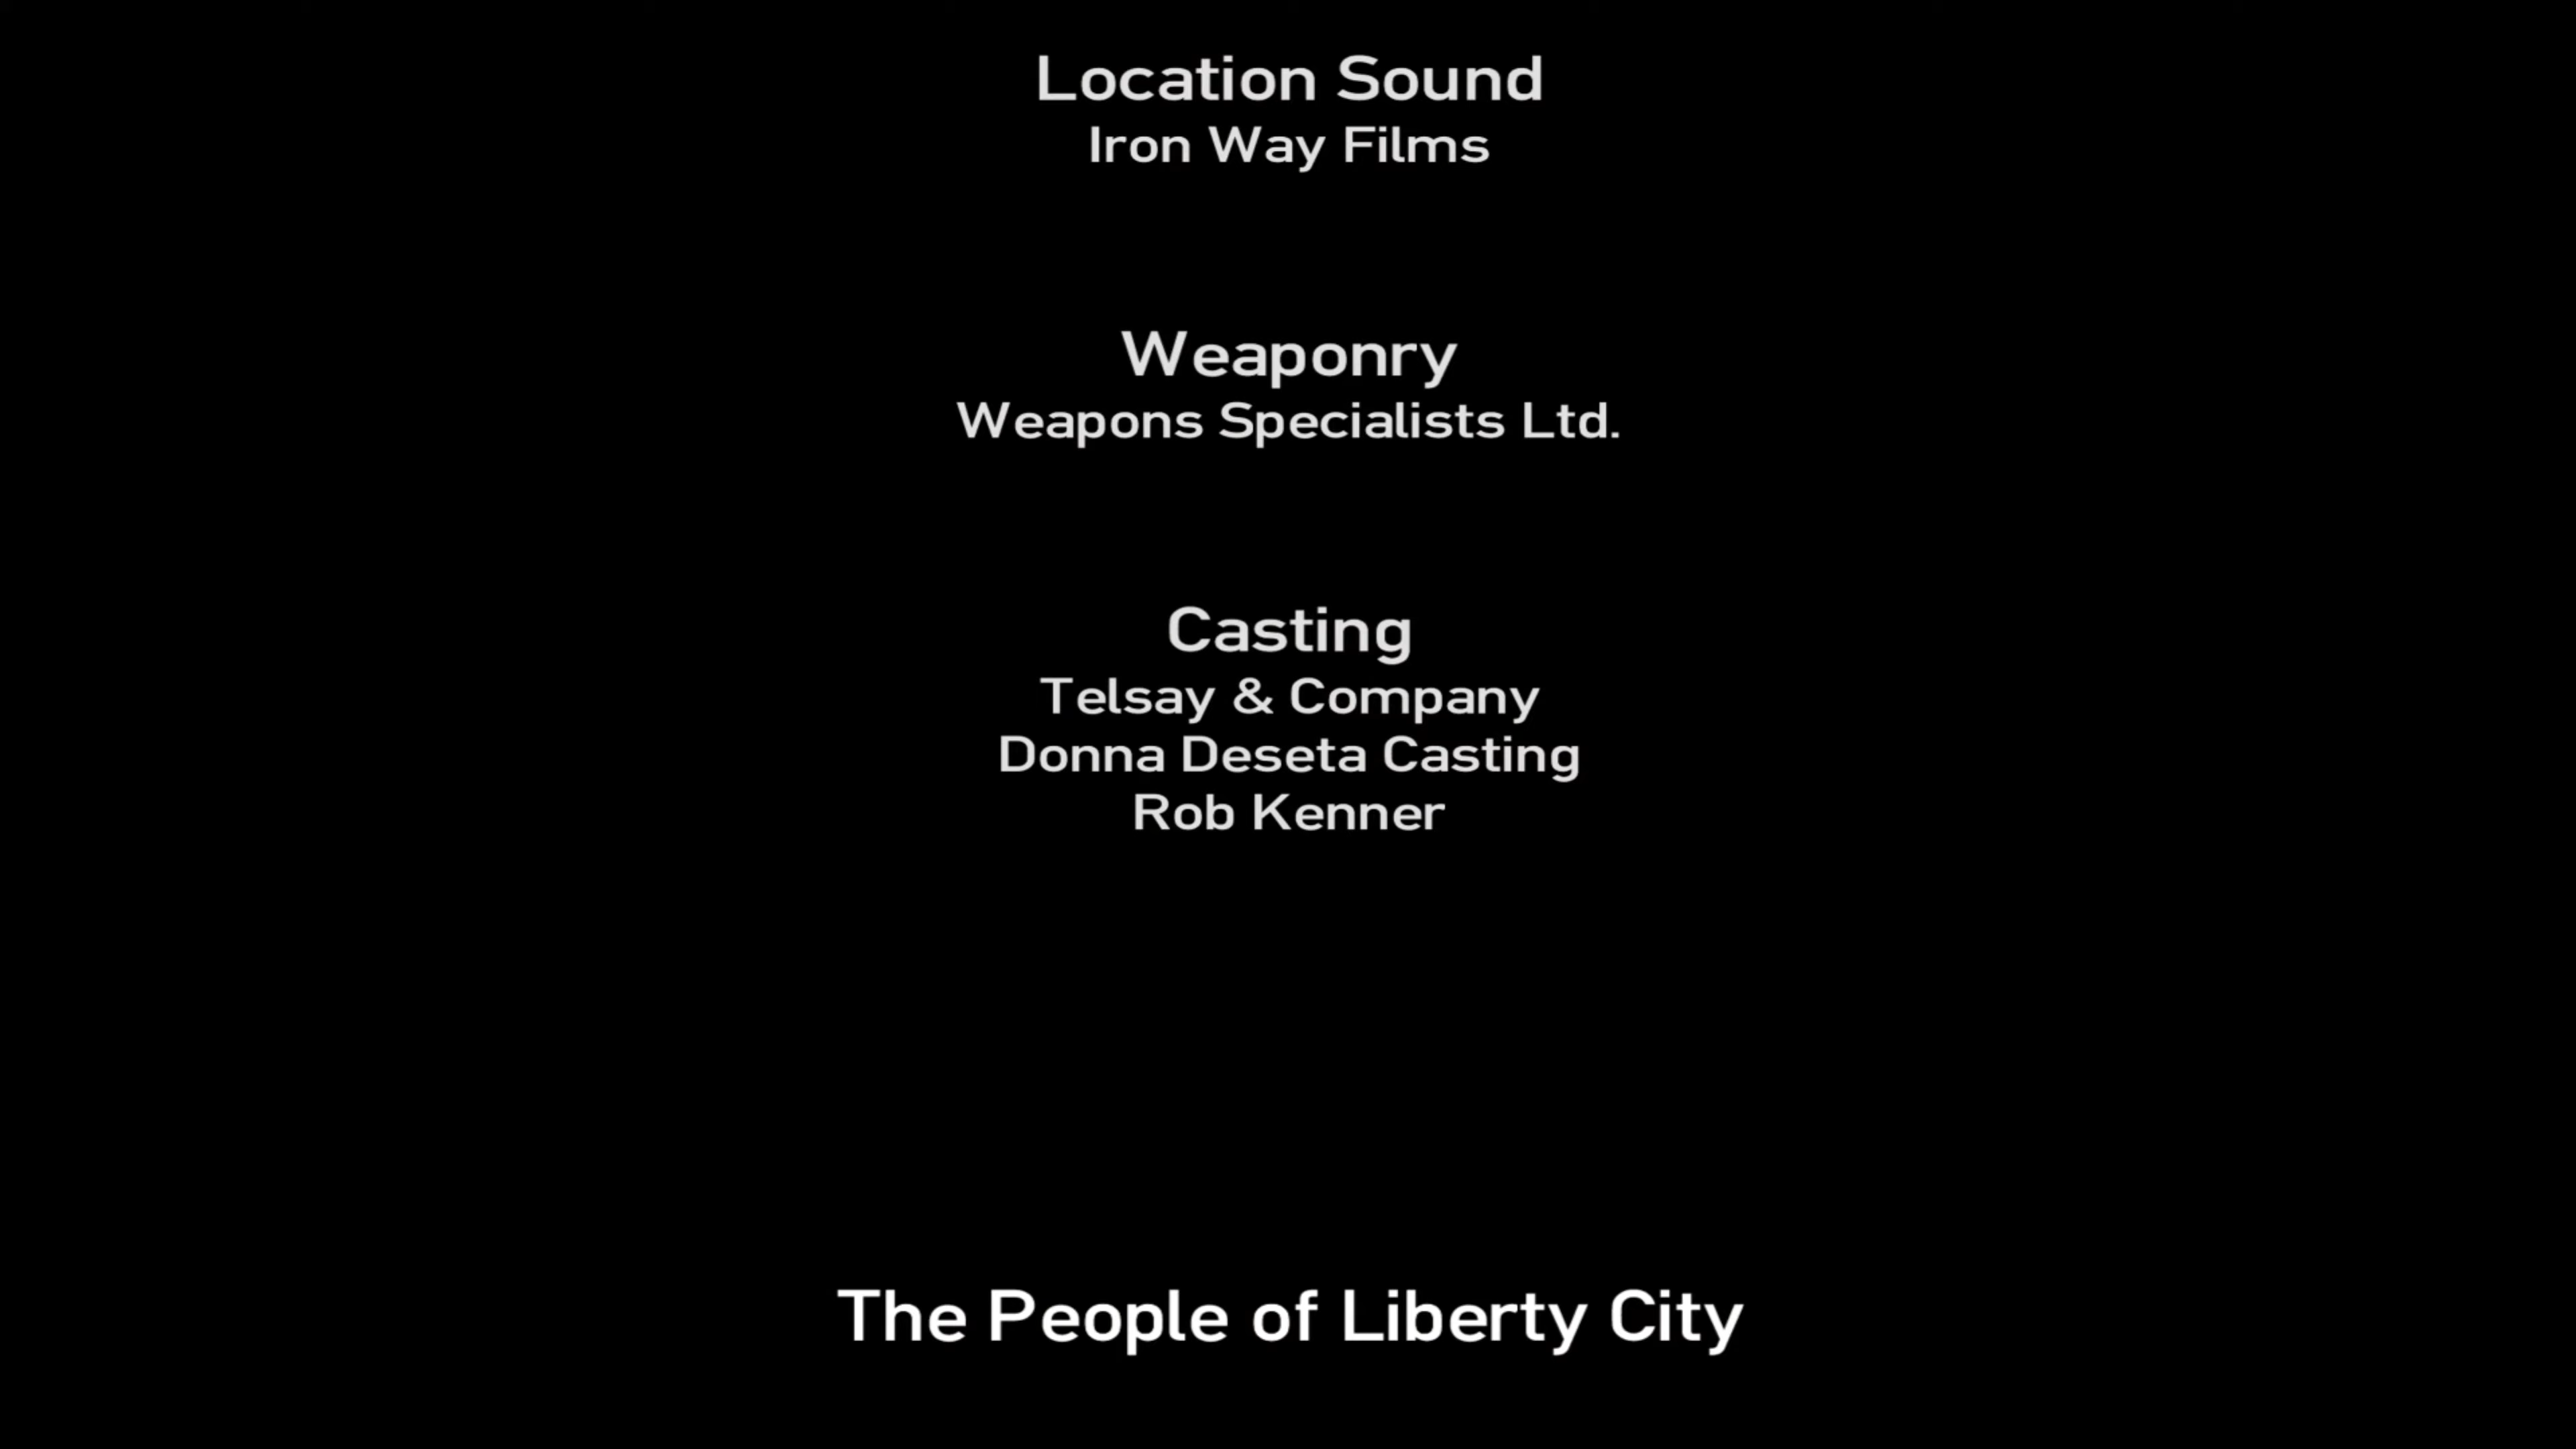 Location Sound
Iron Way Films
Weaponry
Weapons Specialists Ltd.
Casting
Telsay & Company
Donna Deseta Casting
Rob Kenner
The People of Liberty City